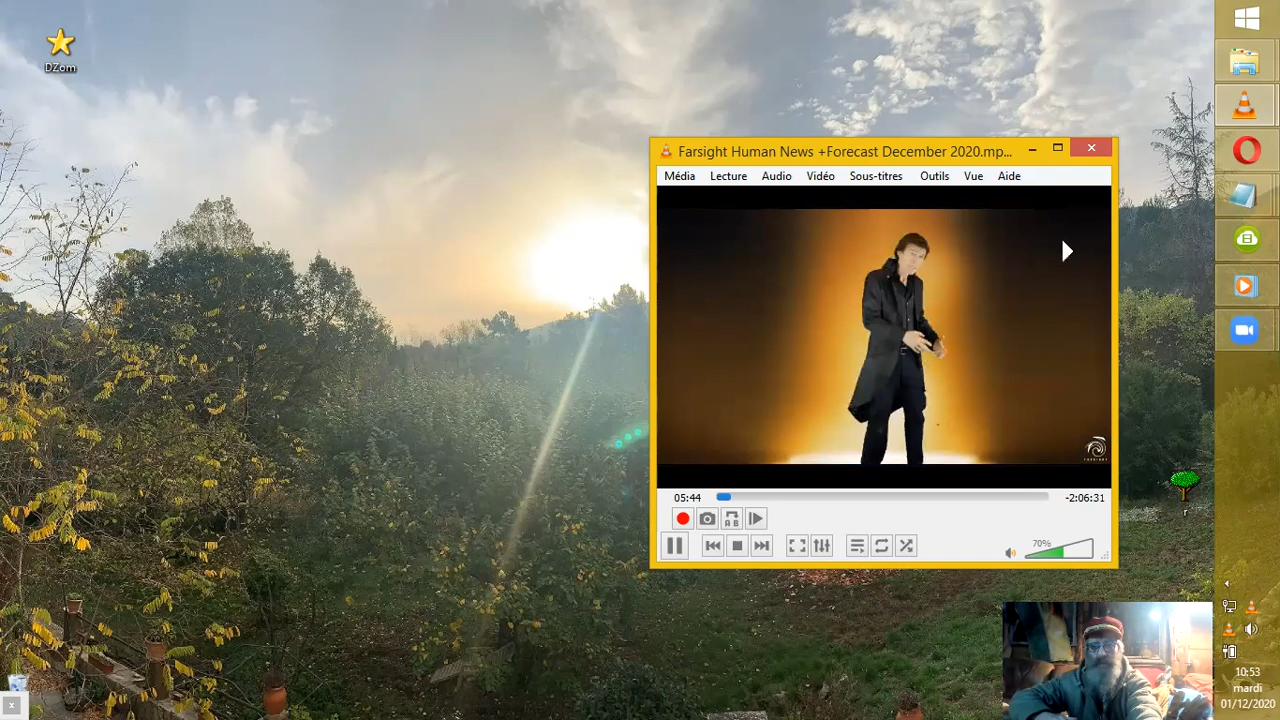 DZom
Farsight Human News +Forecast December 2020.mp...
Média Lecture Audio Vidéo Sous-titres Outils Vue Aide
05:44
-2:06:31
A B
70%
r
10:53
mardi
01/12/2020